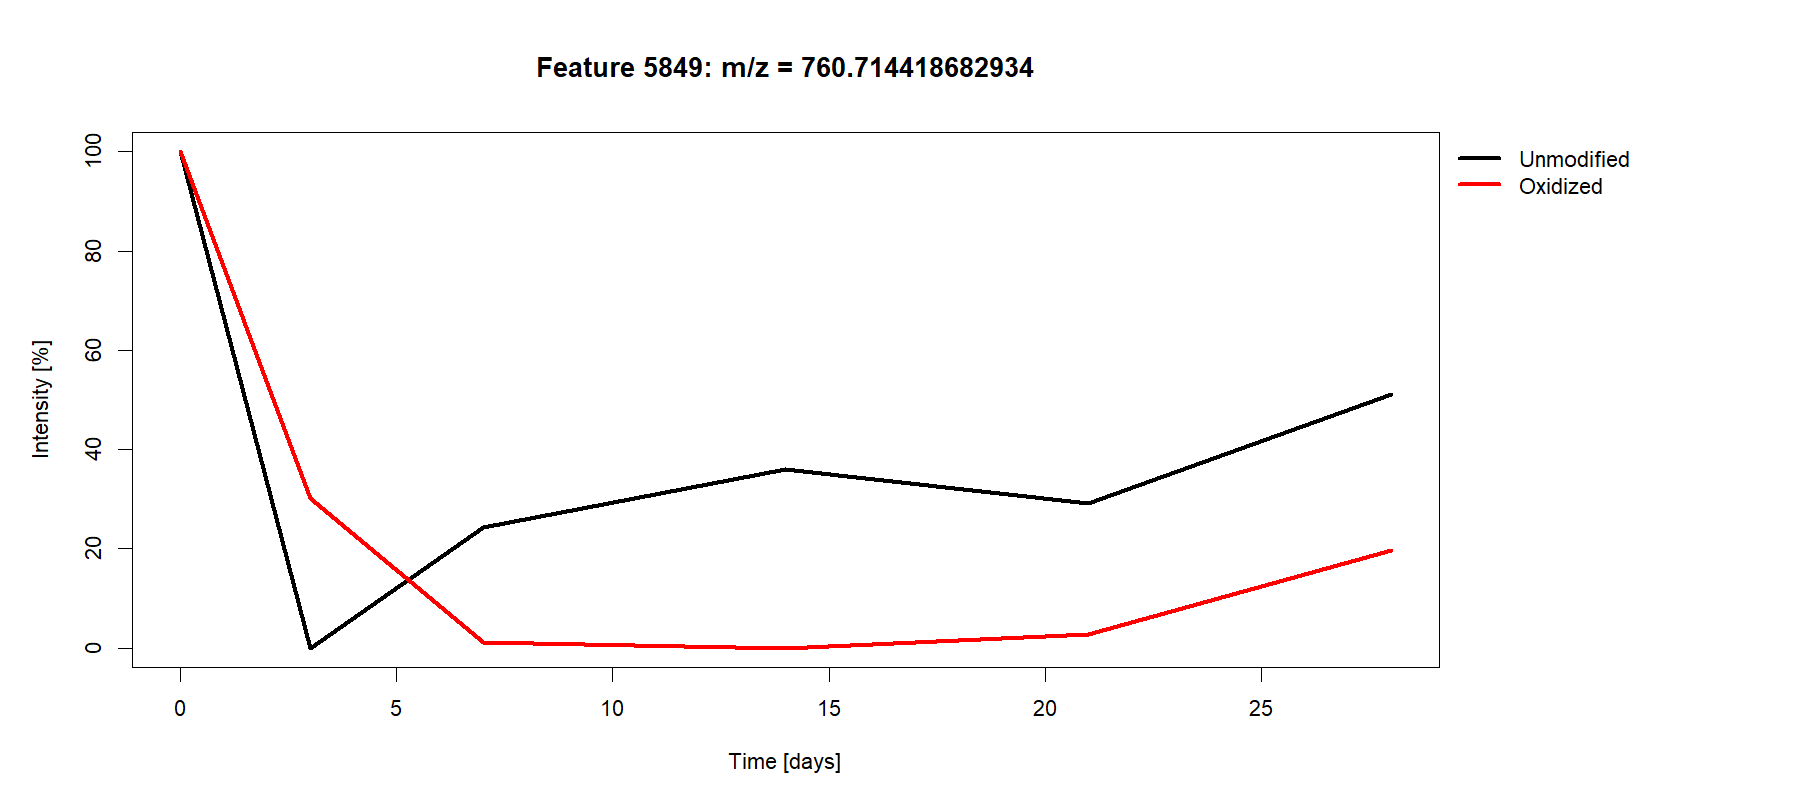 Feature 5849: m/z = 760.714418682934
Unmodified
Oxidized
Intensity [%]
100
80
60
40
20
0
0 5 10 15 20 25
Time [days]